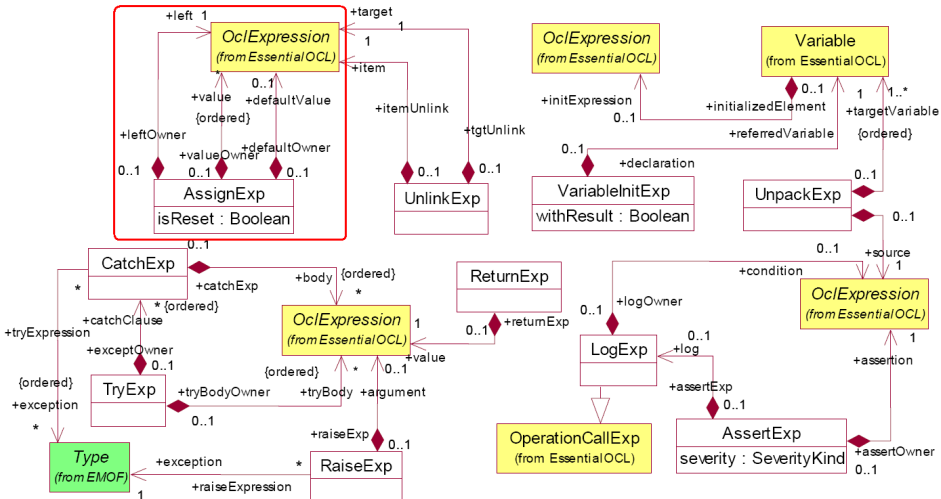 +left 1
+target
1
1
OclExpression
(from EssentialOCL)
+item
*
+value
{ordered}
0..1
+defaultValue
+itemUnlink
+tgtUnlink
+leftOwner
+valueOwner
+defaultOwner
0..1
0..1
0..1
0..1
0..1
AssignExp
isReset : Boolean
UnlinkExp
OclExpression
(from EssentialOCL)
Variable
(from EssentialOCL)
+initExpression
0..1
0..1
+initializedElement
1
1..*
+targetVariable
{ordered}
+referredVariable
0..1
+declaration
VariableInitExp
withResult : Boolean
UnpackExp
0..1
0..1
+source
1
0..1
CatchExp
+catchExp
+body
{ordered}
*
*
+tryExpression
{ordered}
+exception
*
* {ordered}
+catchClause
+exceptOwner
0..1
TryExp
+tryBodyOwner
0..1
OclExpression
(from EssentialOCL)
{ordered}
*
+tryBody
1
+value
ReturnExp
0..1
+returnExp
0..1
+argument
+raiseExp
0..1
RaiseExp
Type
(from EMOF)
+exception
*
+raiseExpression
1
0..1
+condition
OclExpression
(from EssentialOCL)
1
+assertion
0..1
+logOwner
LogExp
0..1
+log
+assertExp
0..1
OperationCallExp
(from EssentialOCL)
AssertExp
severity : SeverityKind
+assertOwner
0..1